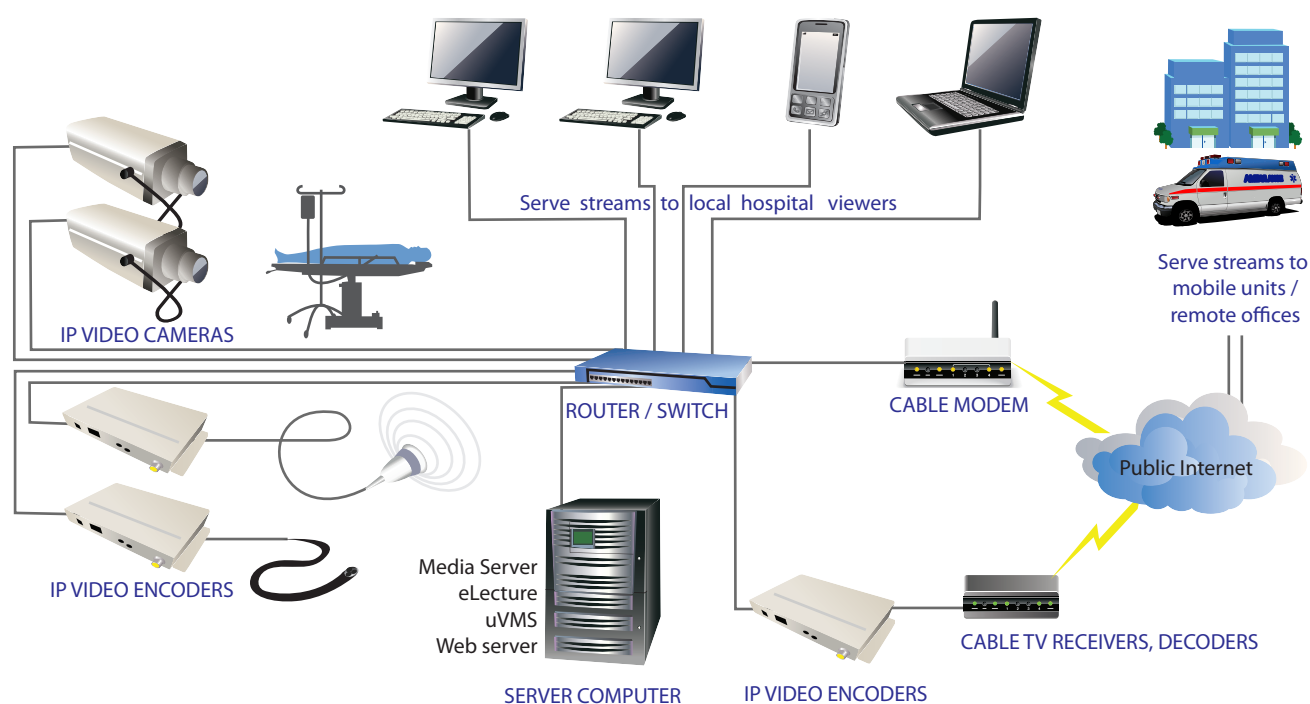 Serve streams to local hospital viewers
AMBULANCE
Serve streams to
mobile units /
remote offices
IP VIDEO CAMERAS
ROUTER / SWITCH
CABLE MODEM
Public Internet
IP VIDEO ENCODERS
Media Server
eLecture
uVMS
Web server
SERVER COMPUTER
IP VIDEO ENCODERS
CABLE TV RECEIVERS, DECODERS